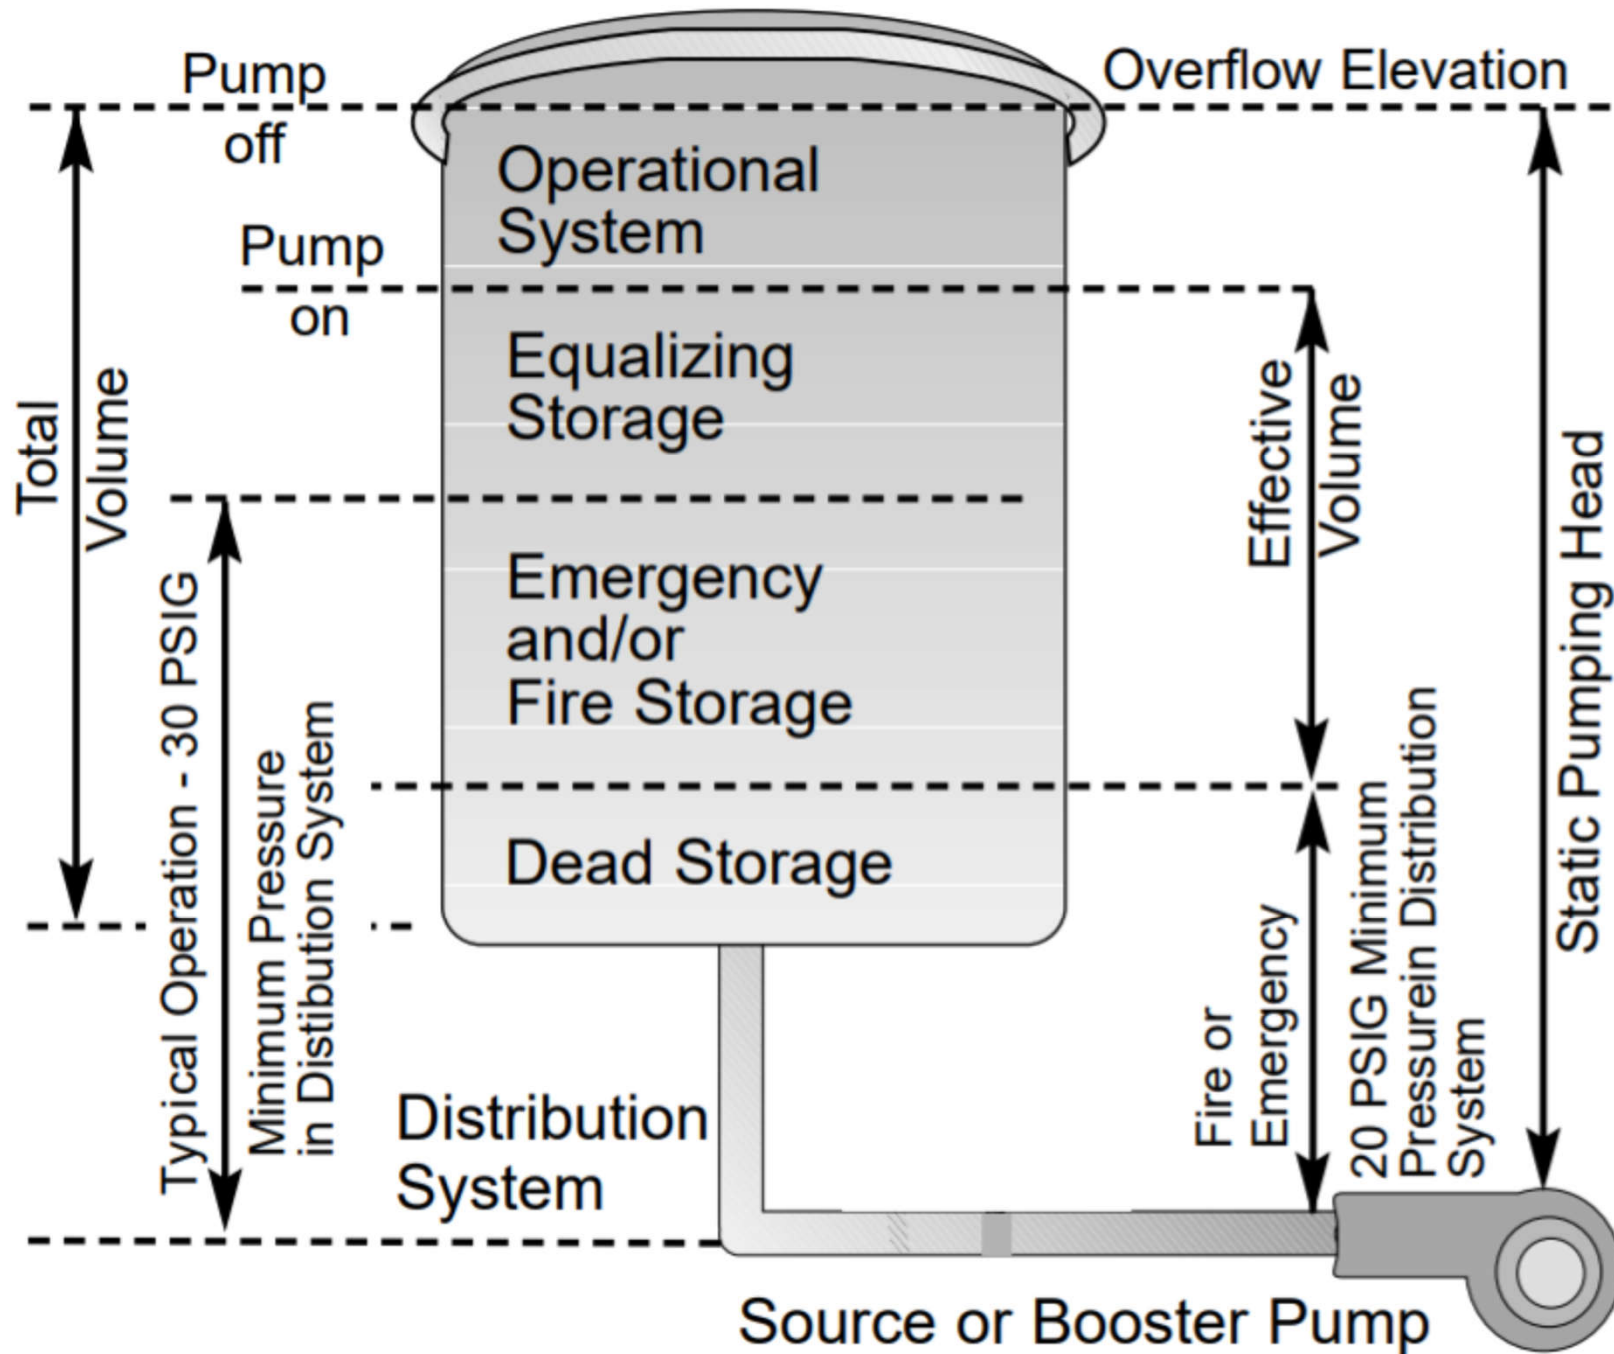 Pump
off
Overflow Elevation
Operational
System
Pump
on
Equalizing
Storage
Total
Volume
Effective
Volume
Static Pumping Head
Emergency
and/or
Fire Storage
Typical Operation - 30 PSIG
Minimum Pressure
in Distibution System
Dead Storage
Fire or
Emergency
20 PSIG Minimum
Pressurein Distribution
System
Distribution
System
Source or Booster Pump